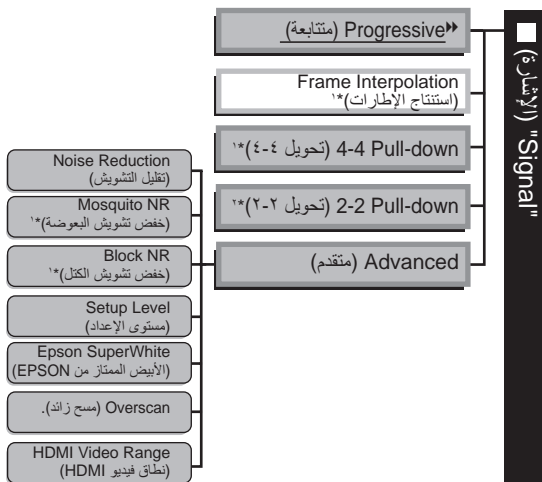 ■ "Signal" (الإشارة)
Progressive (متتابعة)
Frame Interpolation
(استنتاج الإطارات)*١
4-4 Pull-down (تحويل ٤-٤)*١
2-2 Pull-down (تحويل ٢-٢)*٢
Advanced (متقدم)
Noise Reduction
(تقليل التشويش)
Mosquito NR
(خفض تشويش البعوضة)*١
Block NR
(خفض تشويش الكتل)*١
Setup Level
(مستوى الإعداد)
Epson SuperWhite
(الأبيض الممتاز من EPSON)
Overscan (مسح زائد).
HDMI Video Range
(نطاق فيديو HDMI)